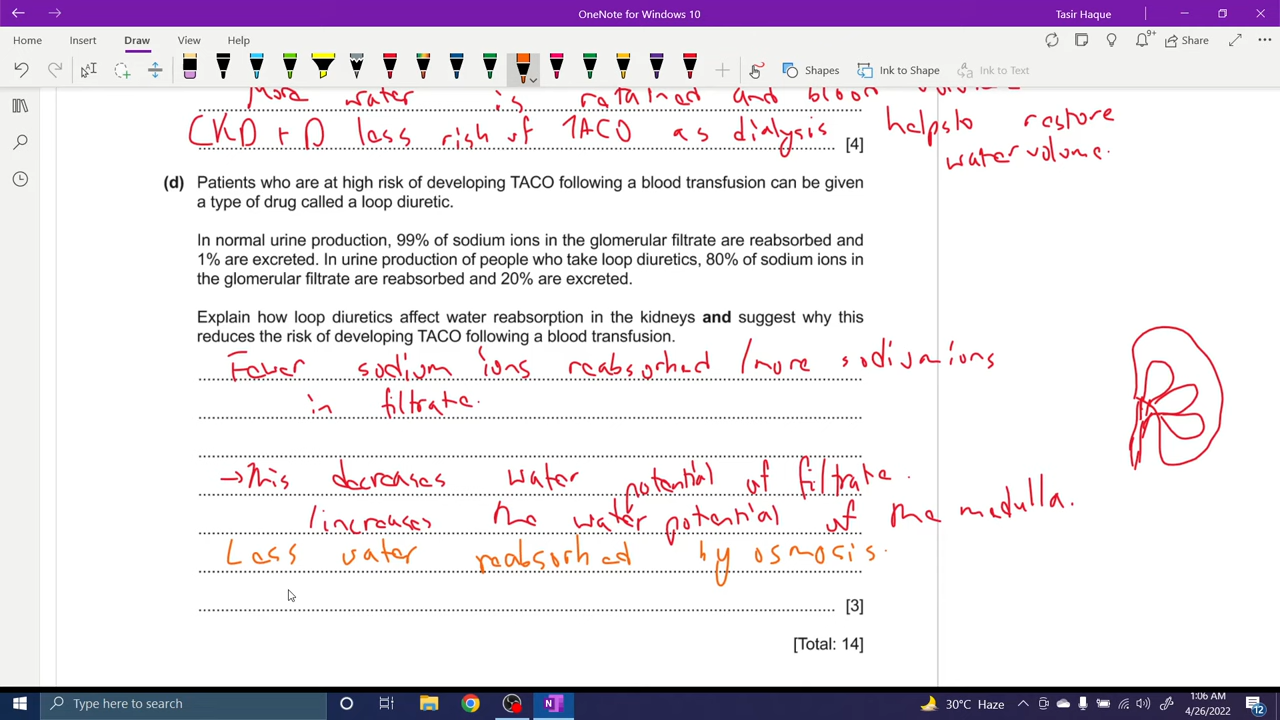 OneNote for Windows 10
Tasir Haque
Home Insert Draw View Help
Share
Shapes Ink to Shape Ink to Text
More water is retained and blood
CKD + D less risk of TACO as dialysis helps to restore
[4]
water volume.
(d) Patients who are at high risk of developing TACO following a blood transfusion can be given
a type of drug called a loop diuretic.
In normal urine production, 99% of sodium ions in the glomerular filtrate are reabsorbed and
1% are excreted. In urine production of people who take loop diuretics, 80% of sodium ions in
the glomerular filtrate are reabsorbed and 20% are excreted.
Explain how loop diuretics affect water reabsorption in the kidneys and suggest why this
reduces the risk of developing TACO following a blood transfusion.
Fewer sodium ions reabsorbed / more sodium ions
in filtrate.
→This decreases water potential of filtrate.
/increases the water potential of the medulla.
Less water reabsorbed by osmosis.
[3]
[Total: 14]
Type here to search
30°C Haze
1:06 AM
4/26/2022
12